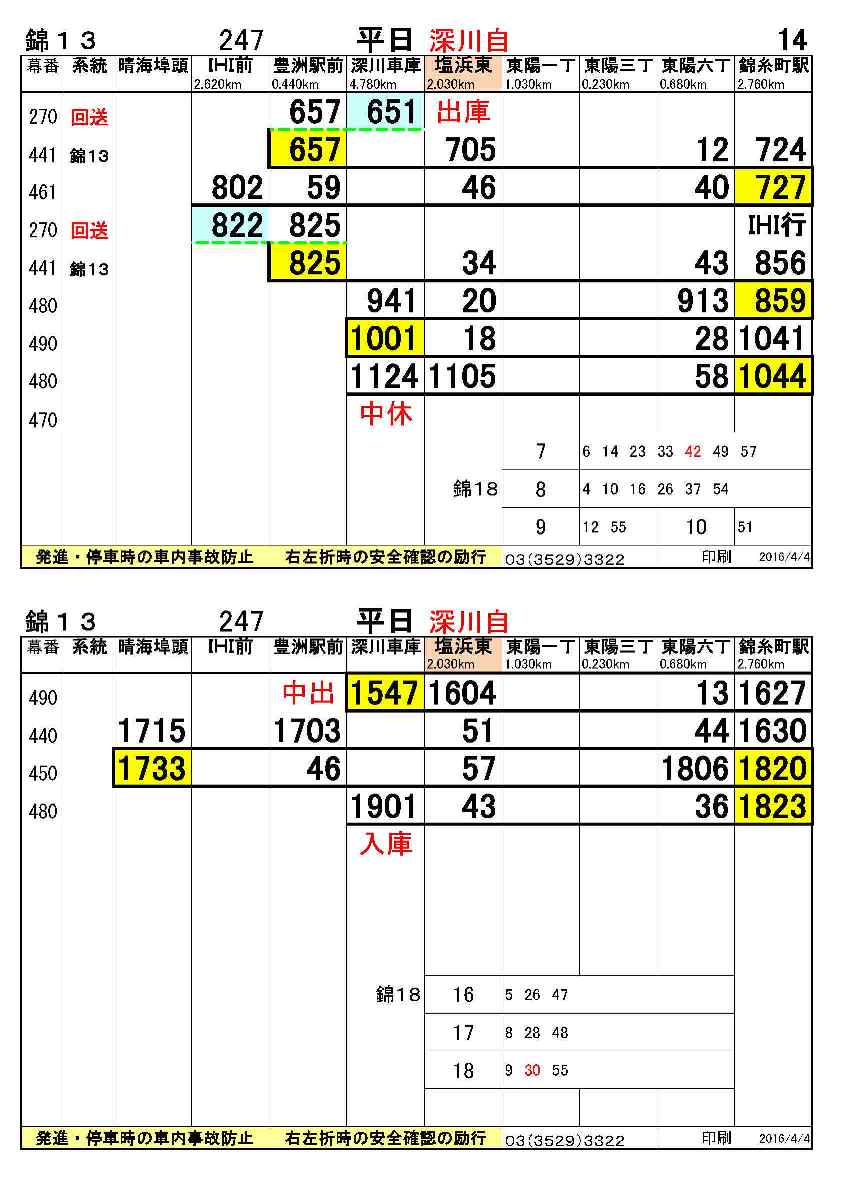 錦13 247 平日 深川自 14
幕番 系統 晴海埠頭 IHI前 豊洲駅前 深川車庫 塩浜東 東陽一丁 東陽三丁 東陽六丁 錦糸町駅
2.620km 0.440km 4.780km 2.030km 1.030km 0.230km 0.680km 2.760km
270 回送 657 651 出庫
441 錦13 657 705 12 724
461 802 59 46 40 727
270 回送 822 825 IHI行
441 錦13 825 34 43 856
480 941 20 913 859
490 1001 18 28 1041
480 1124 1105 58 1044
470 中休
7 6 14 23 33 42 49 57
錦18 8 4 10 16 26 37 54
9 12 55 10 51
発進・停車時の車内事故防止 右左折時の安全確認の励行 03(3529)3322 印刷 2016/4/4
錦13 247 平日 深川自
幕番 系統 晴海埠頭 IHI前 豊洲駅前 深川車庫 塩浜東 東陽一丁 東陽三丁 東陽六丁 錦糸町駅
2.030km 1.030km 0.230km 0.680km 2.760km
490 中出 1547 1604 13 1627
440 1715 1703 51 44 1630
450 1733 46 57 1806 1820
480 1901 43 36 1823
入庫
錦18 16 5 26 47
17 8 28 48
18 9 30 55
発進・停車時の車内事故防止 右左折時の安全確認の励行 03(3529)3322 印刷 2016/4/4